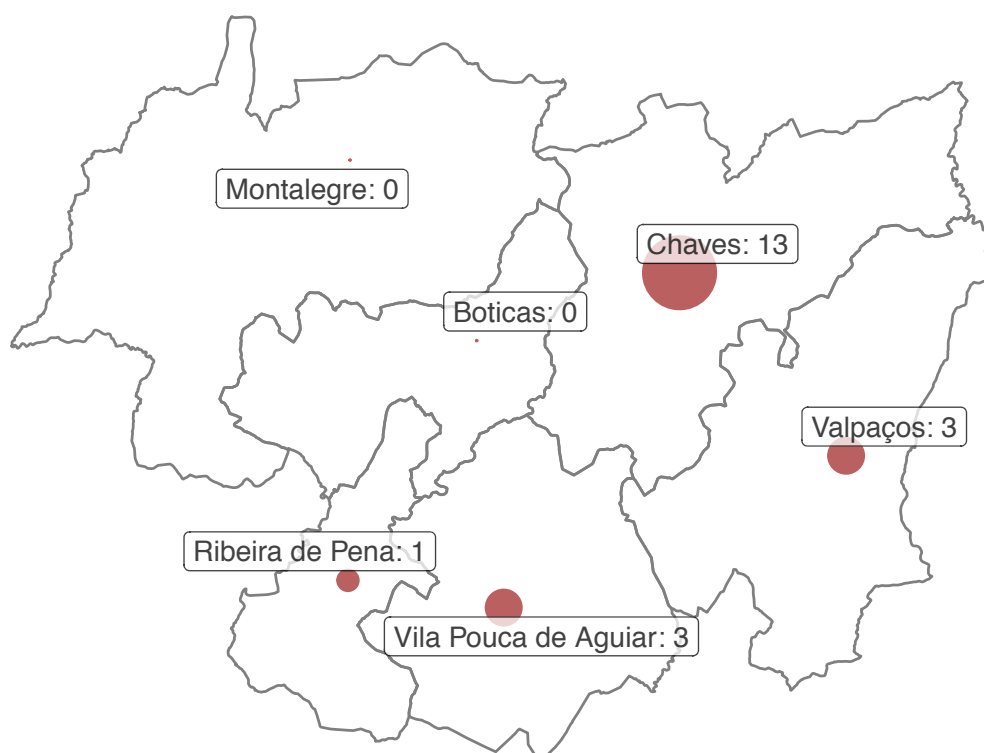 Montalegre: 0
Chaves: 13
Boticas: 0
Valpaços: 3
Ribeira de Pena: 1
Vila Pouca de Aguiar: 3